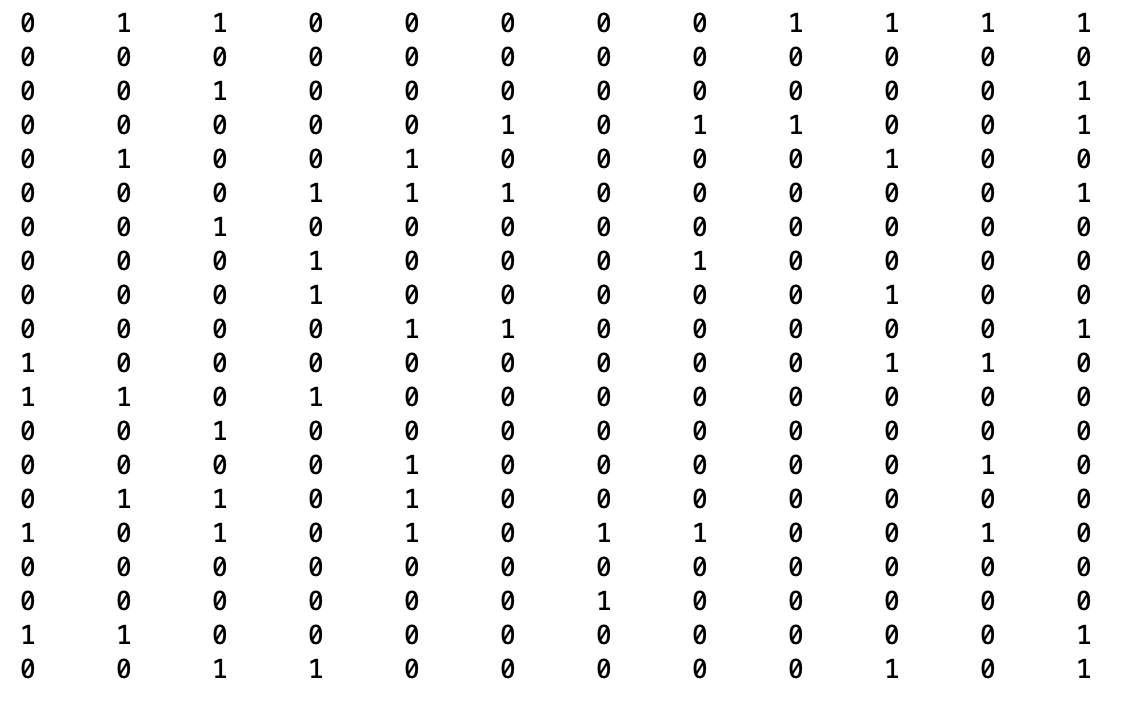 0 1 1 0 0 0 0 0 1 1 1 1
0 0 0 0 0 0 0 0 0 0 0 0
0 0 1 0 0 0 0 0 0 0 0 1
0 0 0 0 0 1 0 1 1 0 0 1
0 1 0 0 1 0 0 0 0 1 0 0
0 0 0 1 1 1 0 0 0 0 0 1
0 0 1 0 0 0 0 0 0 0 0 0
0 0 0 1 0 0 0 1 0 0 0 0
0 0 0 1 0 0 0 0 0 1 0 0
0 0 0 0 1 1 0 0 0 0 0 1
1 0 0 0 0 0 0 0 0 1 1 0
1 1 0 1 0 0 0 0 0 0 0 0
0 0 1 0 0 0 0 0 0 0 0 0
0 0 0 0 1 0 0 0 0 0 1 0
0 1 1 0 1 0 0 0 0 0 0 0
1 0 1 0 1 0 1 1 0 0 1 0
0 0 0 0 0 0 0 0 0 0 0 0
0 0 0 0 0 0 1 0 0 0 0 0
1 1 0 0 0 0 0 0 0 0 0 1
0 0 1 1 0 0 0 0 0 1 0 1